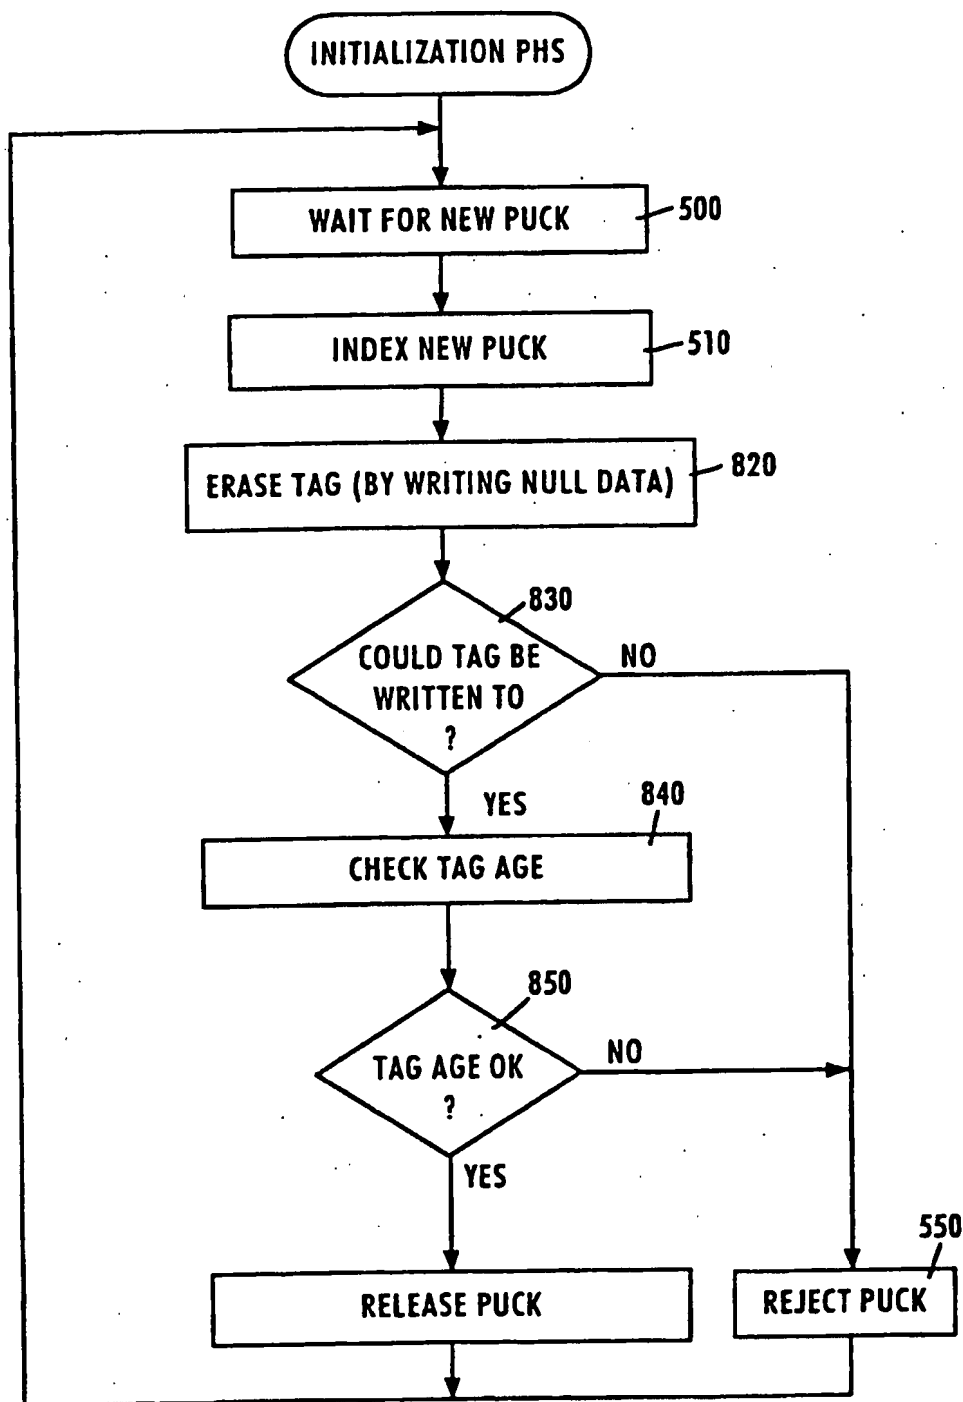 INITIALIZATION PHS
WAIT FOR NEW PUCK
500
INDEX NEW PUCK
510
ERASE TAG (BY WRITING NULL DATA)
820
830
COULD TAG BE
WRITTEN TO
?
NO
YES
840
CHECK TAG AGE
850
TAG AGE OK
?
NO
YES
550
RELEASE PUCK
REJECT PUCK